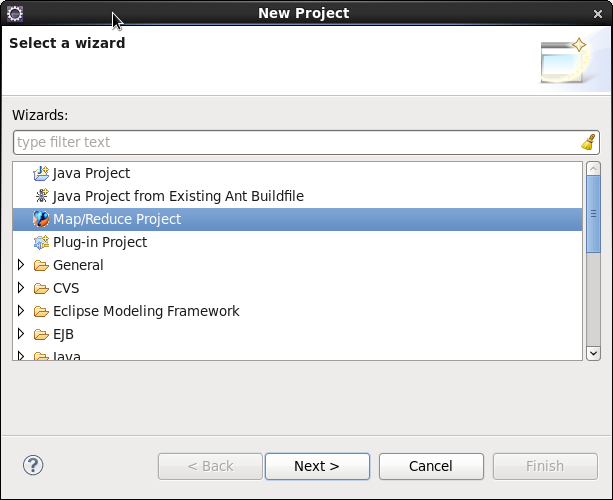 New Project
Select a wizard
Wizards:
type filter text
Java Project
Java Project from Existing Ant Buildfile
Map/Reduce Project
Plug-in Project
General
CVS
Eclipse Modeling Framework
EJB
Java
< Back Next > Cancel Finish